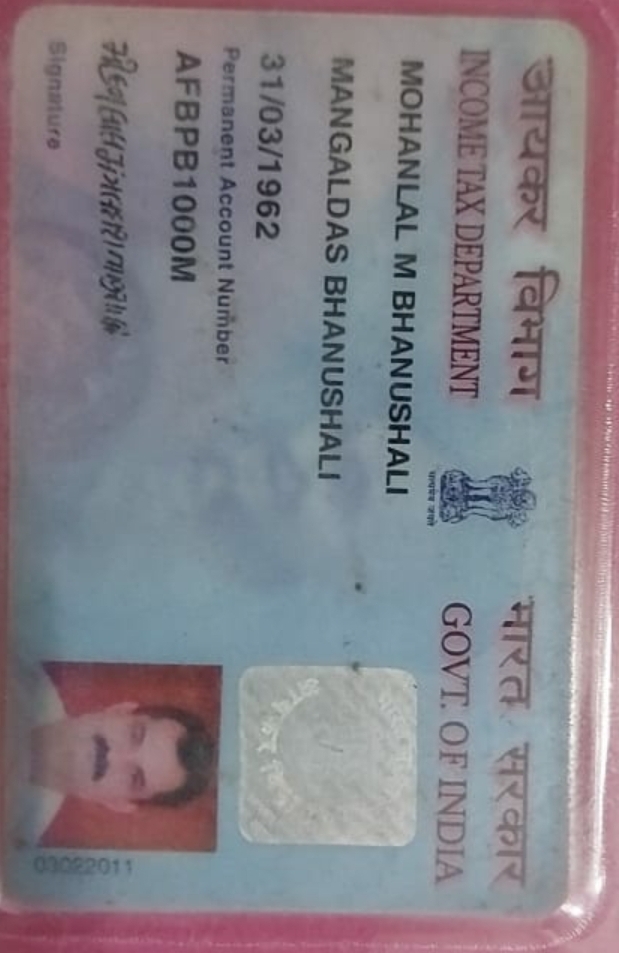 आयकर विभाग
INCOME TAX DEPARTMENT
भारत सरकार
GOVT. OF INDIA
सत्यमेव जयते
MOHANLAL M BHANUSHALI
MANGALDAS BHANUSHALI
31/03/1962
Permanent Account Number
AFBPB1000M
Signature
03022011